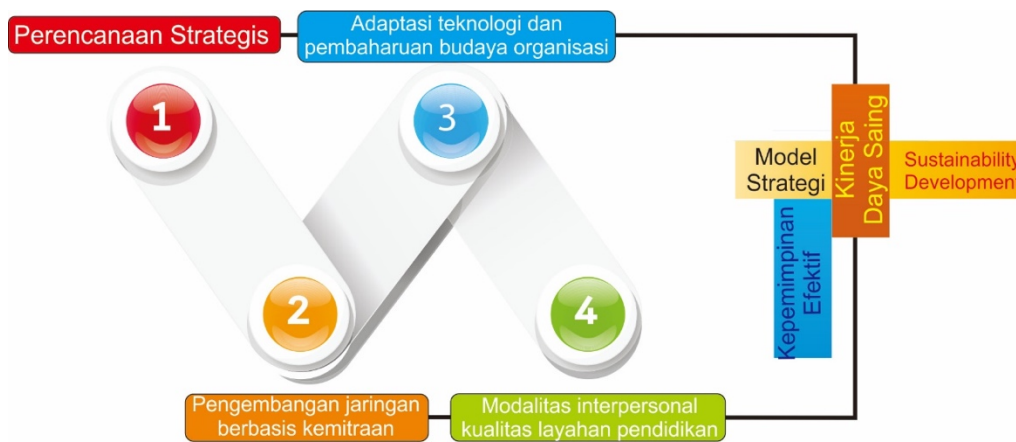 Perencanaan Strategis
Adaptasi teknologi dan
pembaharuan budaya organisasi
1
3
2
4
Pengembangan jaringan
berbasis kemitraan
Modalitas interpersonal
kualitas layahan pendidikan
Model
Strategi
Kinerja
Daya Saing
Sustainability
Development
Kepemimpinan
Efektif